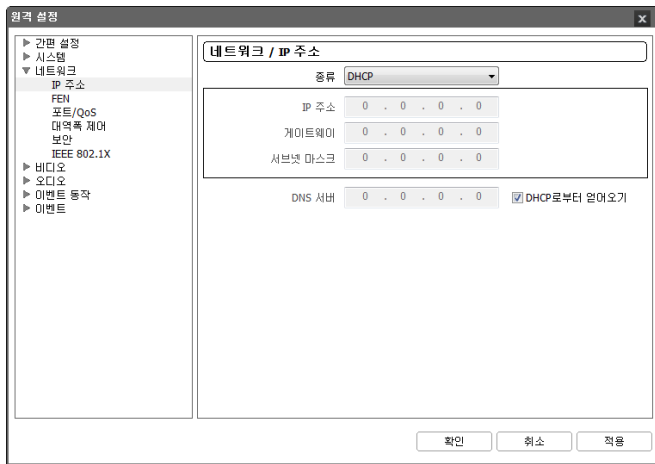 원격 설정
x
간편 설정
시스템
네트워크
IP 주소
FEN
포트/QoS
대역폭 제어
보안
IEEE 802.1X
비디오
오디오
이벤트 동작
이벤트
네트워크 / IP 주소
종류 DHCP
IP 주소 0 . 0 . 0 . 0
게이트웨이 0 . 0 . 0 . 0
서브넷 마스크 0 . 0 . 0 . 0
DNS 서버 0 . 0 . 0 . 0 DHCP로부터 얻어오기
확인 취소 적용